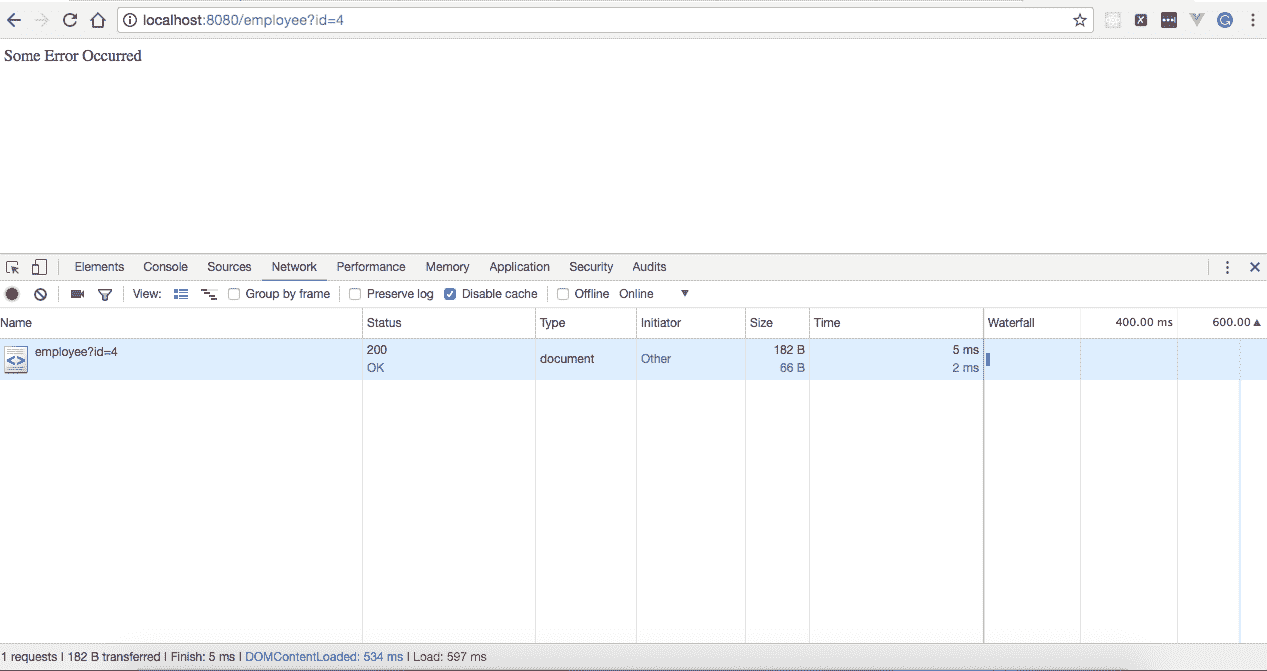 localhost:8080/employee?id=4
Some Error Occurred
Elements Console Sources Network Performance Memory Application Security Audits
View: Group by frame Preserve log Disable cache Offline Online
Name Status Type Initiator Size Time Waterfall 400.00 ms 600.00
employee?id=4 200 document Other 182 B 5 ms
OK 66 B 2 ms
1 requests | 182 B transferred | Finish: 5 ms | DOMContentLoaded: 534 ms | Load: 597 ms